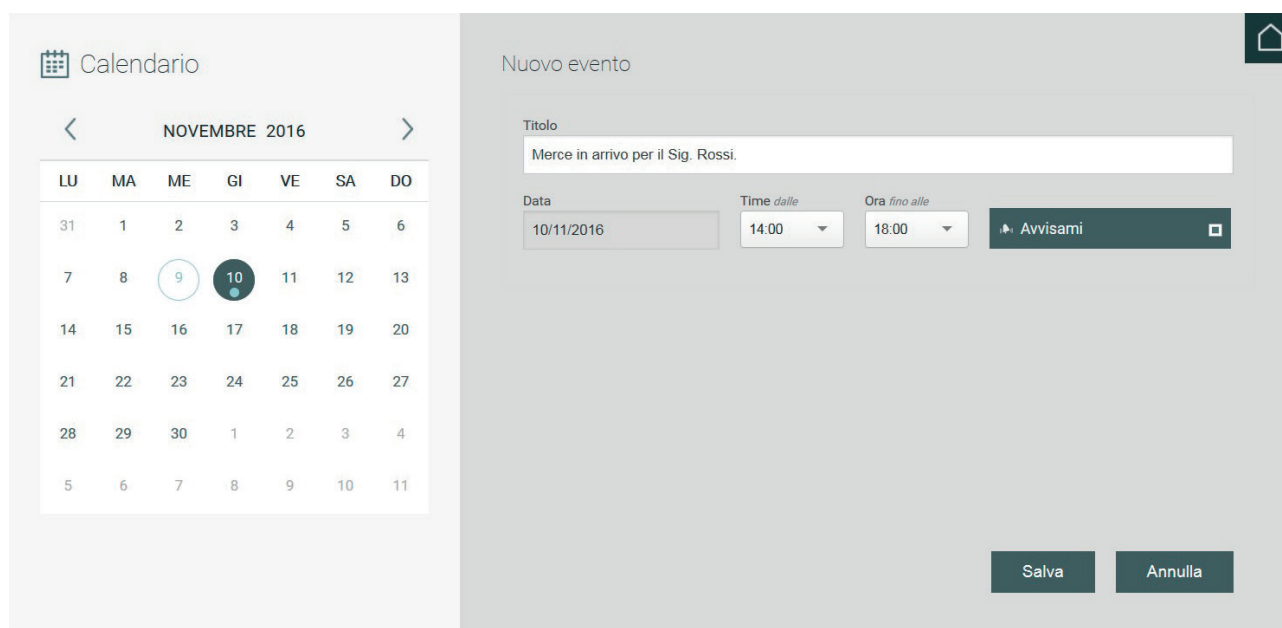 Calendario
NOVEMBRE 2016
LU MA ME GI VE SA DO
31 1 2 3 4 5 6
7 8 9 10 11 12 13
14 15 16 17 18 19 20
21 22 23 24 25 26 27
28 29 30 1 2 3 4
5 6 7 8 9 10 11
Nuovo evento
Titolo
Merce in arrivo per il Sig. Rossi.
Data Time dalle Ora fino alle
10/11/2016 14:00 18:00 Avvisami
Salva Annulla